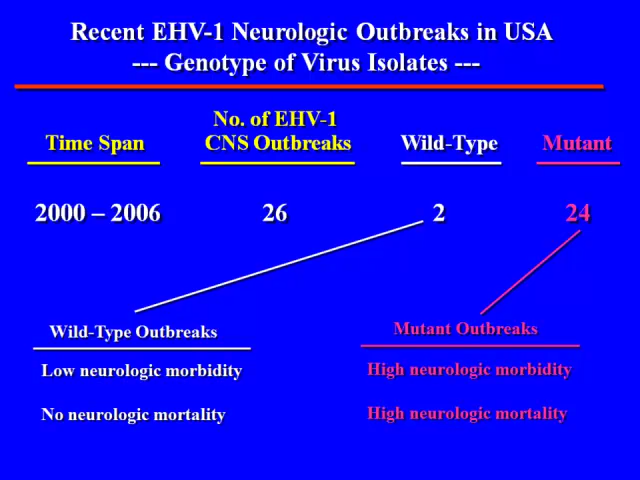 Recent EHV-1 Neurologic Outbreaks in USA
--- Genotype of Virus Isolates ---
No. of EHV-1
Time Span CNS Outbreaks Wild-Type Mutant
2000 – 2006 26 2 24
Wild-Type Outbreaks
Low neurologic morbidity
No neurologic mortality
Mutant Outbreaks
High neurologic morbidity
High neurologic mortality